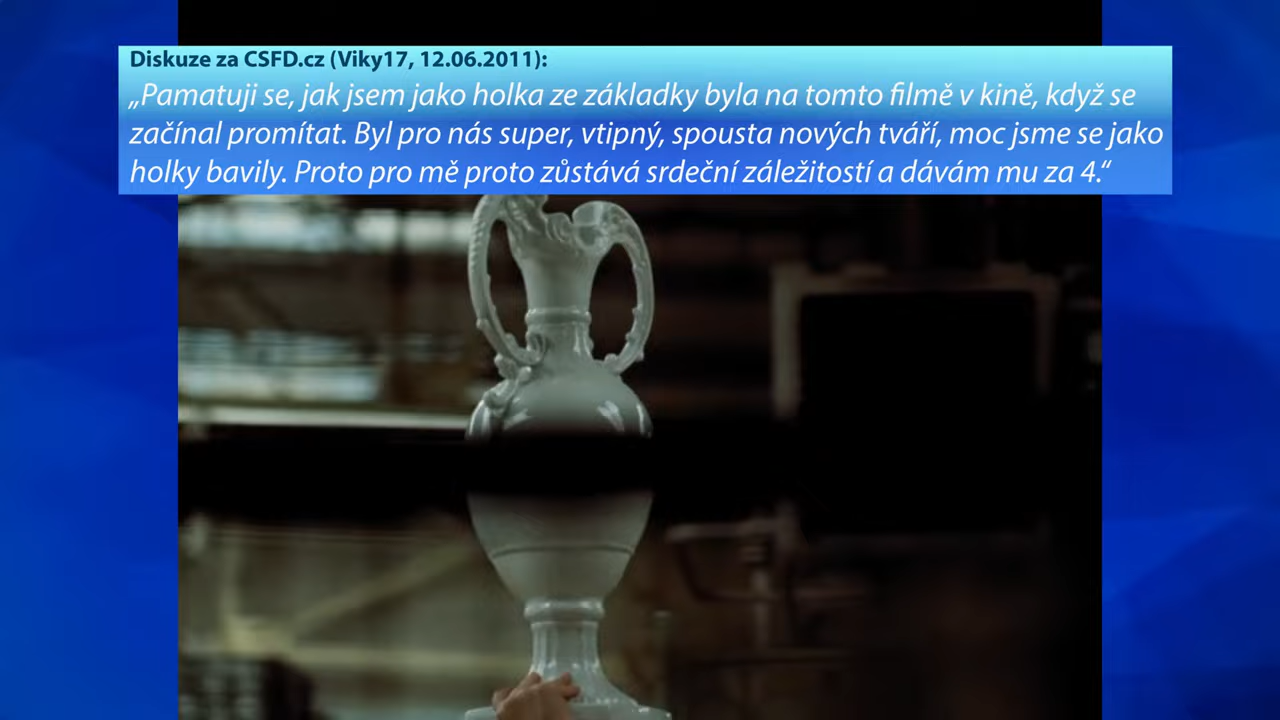 Diskuze za CSFD.cz (Viky17, 12.06.2011):
„Pamatuji se, jak jsem jako holka ze základky byla na tomto filmě v kině, když se
začínal promítat. Byl pro nás super, vtipný, spousta nových tváří, moc jsme se jako
holky bavily. Proto pro mě proto zůstává srdeční záležitostí a dávám mu za 4.“